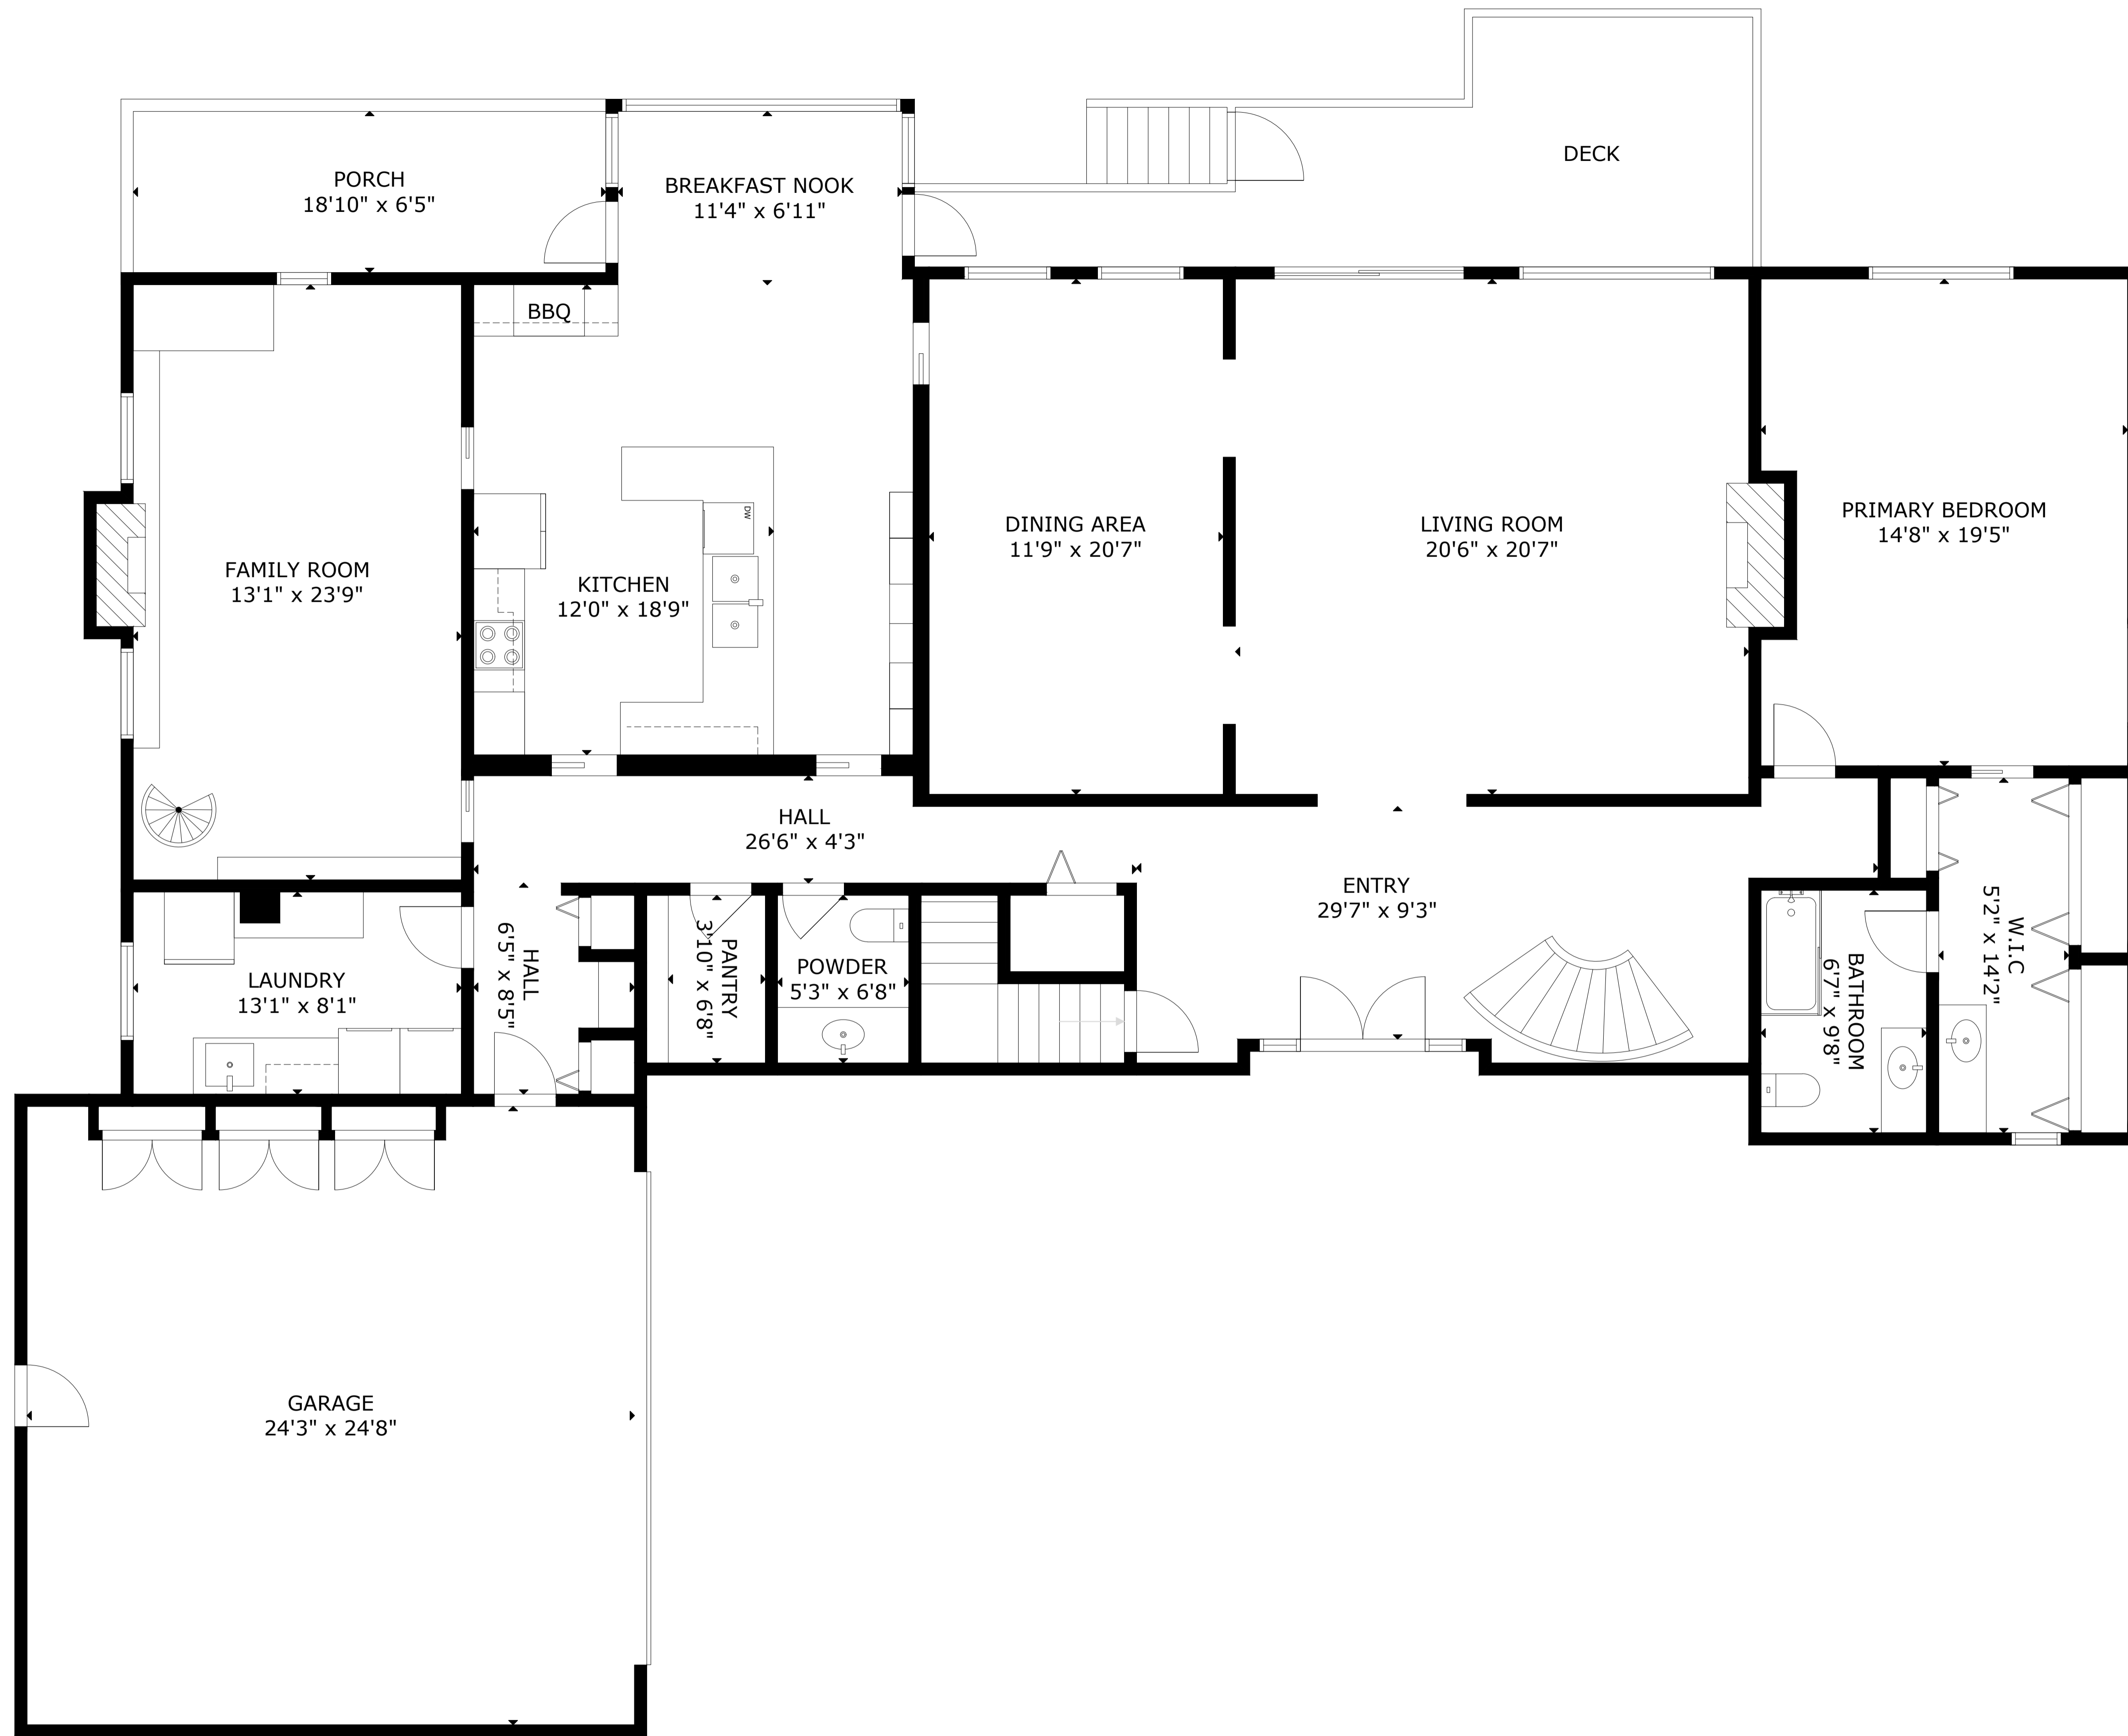 DECK
PORCH
18'10" x 6'5"
BREAKFAST NOOK
11'4" x 6'11"
BBQ
DW
FAMILY ROOM
13'1" x 23'9"
KITCHEN
12'0" x 18'9"
DINING AREA
11'9" x 20'7"
LIVING ROOM
20'6" x 20'7"
PRIMARY BEDROOM
14'8" x 19'5"
HALL
26'6" x 4'3"
ENTRY
29'7" x 9'3"
LAUNDRY
13'1" x 8'1"
HALL
6'5" x 8'5"
PANTRY
3'10" x 6'8"
POWDER
5'3" x 6'8"
BATHROOM
6'7" x 9'8"
W.I.C
5'2" x 14'2"
GARAGE
24'3" x 24'8"